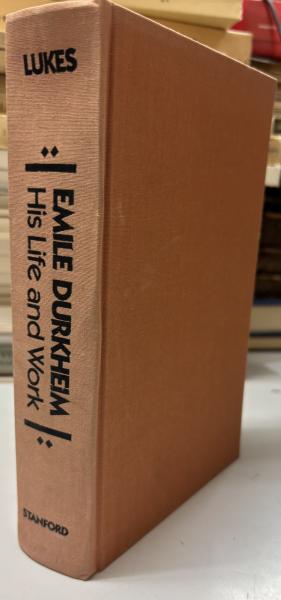 LUKES
EMILE DURKHEIM
His Life and Work
STANFORD